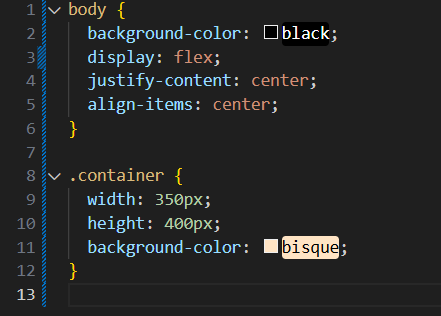 1 body {
2 background-color: black;
3 display: flex;
4 justify-content: center;
5 align-items: center;
6 }
7
8 .container {
9 width: 350px;
10 height: 400px;
11 background-color: bisque;
12 }
13